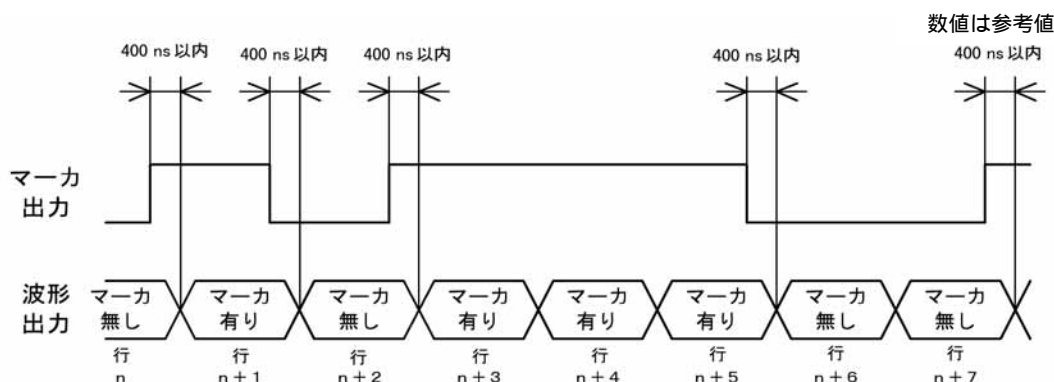 数値は参考値
400 ns 以内 400 ns 以内 400 ns 以内 400 ns 以内 400 ns 以内
マーカ
出力
波形
出力
マーカ
無し
マーカ
有り
マーカ
無し
マーカ
有り
マーカ
有り
マーカ
有り
マーカ
無し
マーカ
無し
行
n
行
n + 1
行
n + 2
行
n + 3
行
n + 4
行
n + 5
行
n + 6
行
n + 7